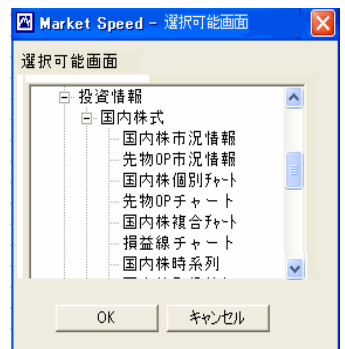 Market Speed - 選択可能画面
選択可能画面
投資情報
国内株式
国内株市況情報
先物OP市況情報
国内株個別ﾁｬｰﾄ
先物OPチャート
国内株複合ﾁｬｰﾄ
損益線チャート
国内株時系列
OK キャンセル